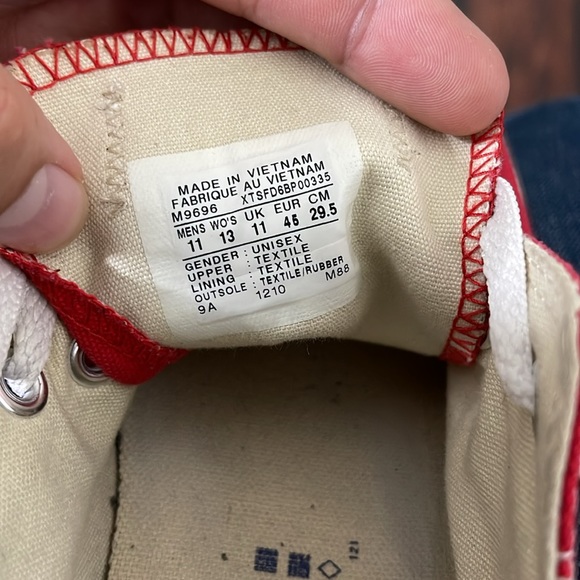 MADE IN VIETNAM
FABRIQUE AU VIETNAM
M9696 XTSFD6BP00335
MENS WO'S UK EUR CM
11 13 11 45 29.5
GENDER : UNISEX
UPPER : TEXTILE
LINING : TEXTILE
OUTSOLE : TEXTILE/RUBBER
9A 1210 M88
121